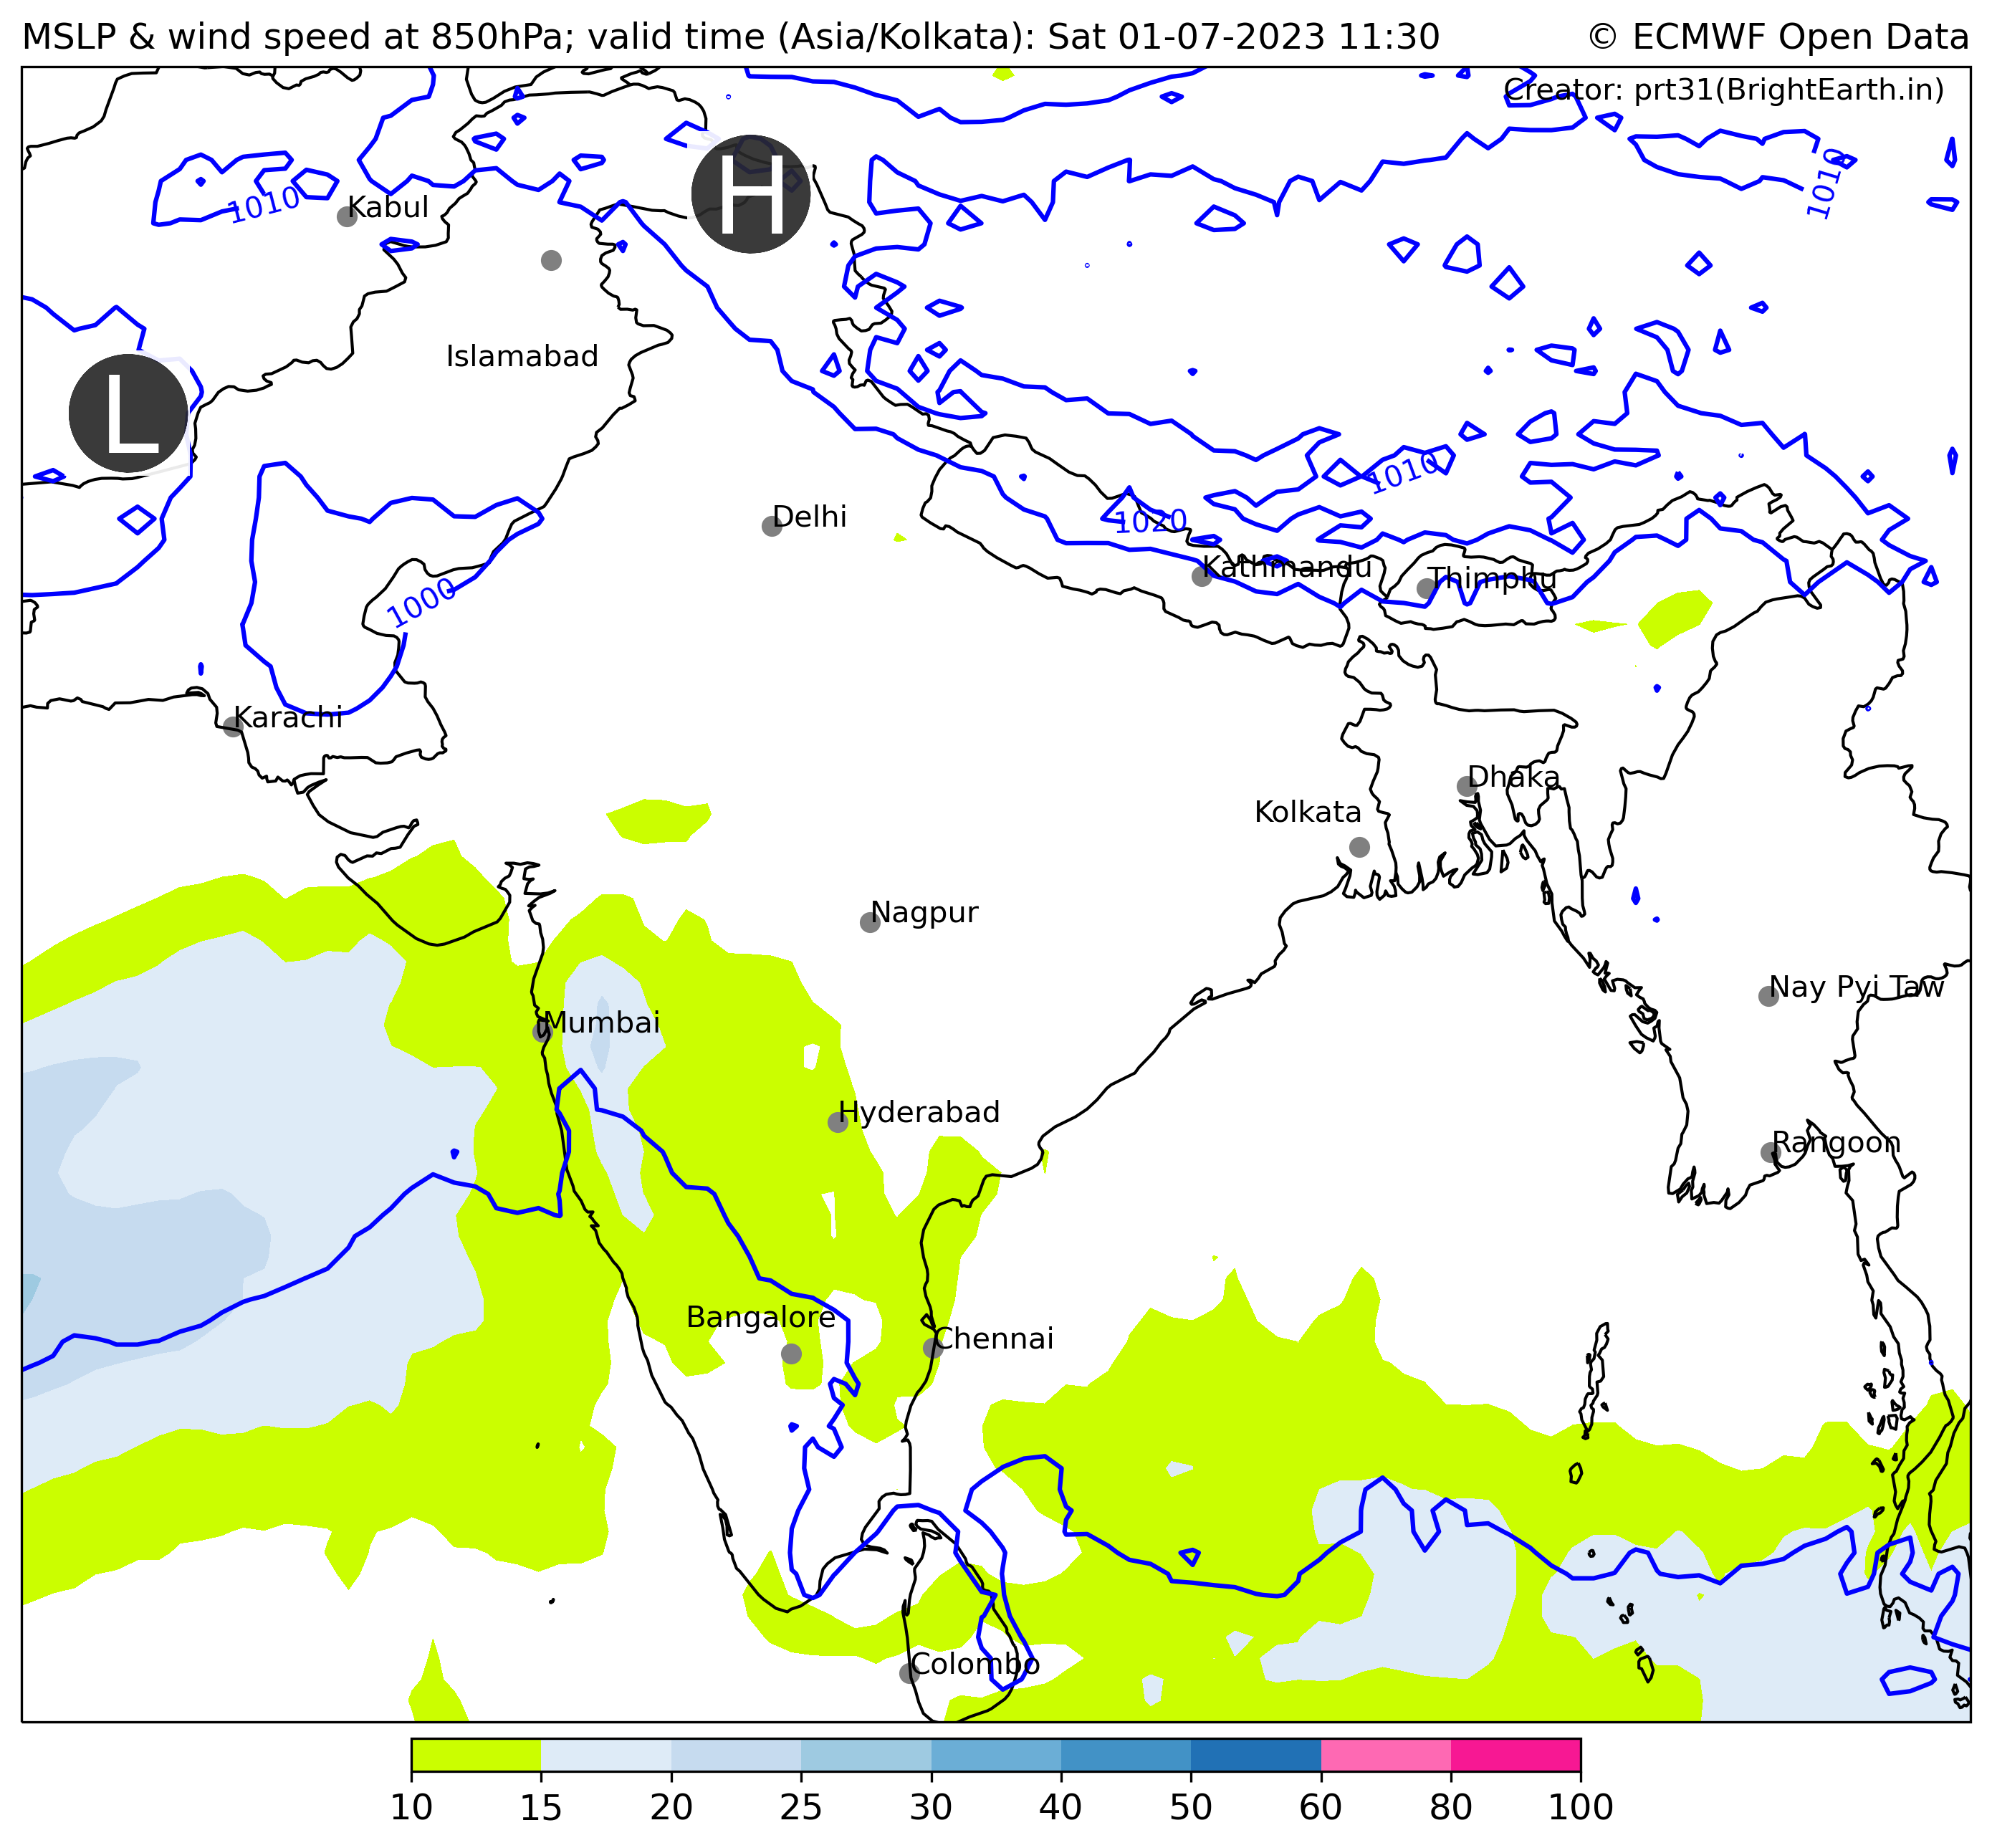 MSLP & wind speed at 850hPa; valid time (Asia/Kolkata): Sat 01-07-2023 11:30
© ECMWF Open Data
Creator: prt31(BrightEarth.in)
H
1010
1010
Kabul
Islamabad
L
1010
Delhi
1020
Kathmandu
Thimphu
1000
Karachi
Dhaka
Kolkata
Nagpur
Nay Pyi Taw
Mumbai
Hyderabad
Rangoon
Bangalore
Chennai
Colombo
10 15 20 25 30 40 50 60 80 100